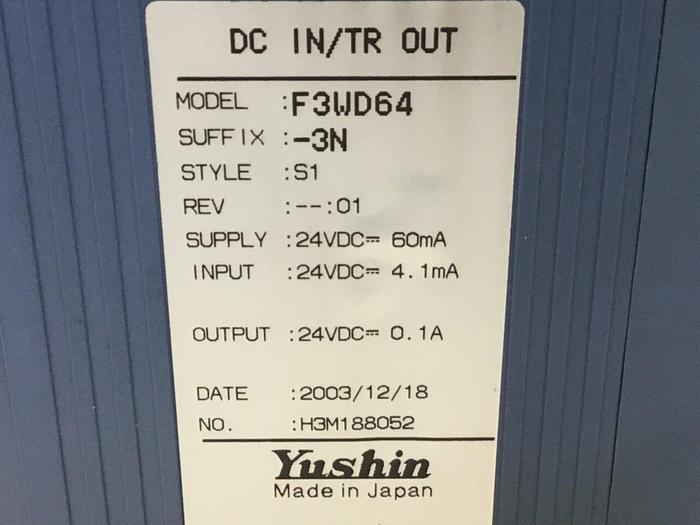 DC IN/TR OUT
MODEL :F3WD64
SUFFIX :-3N
STYLE :S1
REV :--:01
SUPPLY :24VDC⎓ 60mA
INPUT :24VDC⎓ 4.1mA
OUTPUT :24VDC⎓ 0.1A
DATE :2003/12/18
NO. :H3M188052
Yushin
Made in Japan